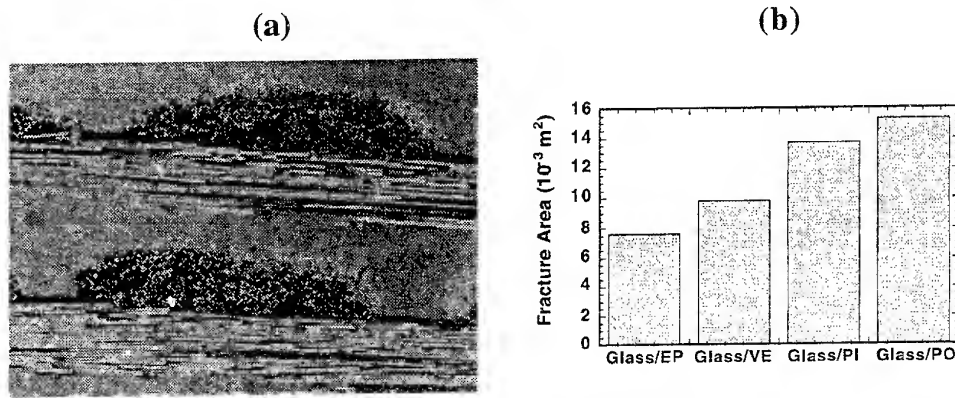 (a)
(b)
Fracture Area (10⁻³ m²)
16
14
12
10
8
6
4
2
0
Glass/EP Glass/VE Glass/PI Glass/PO